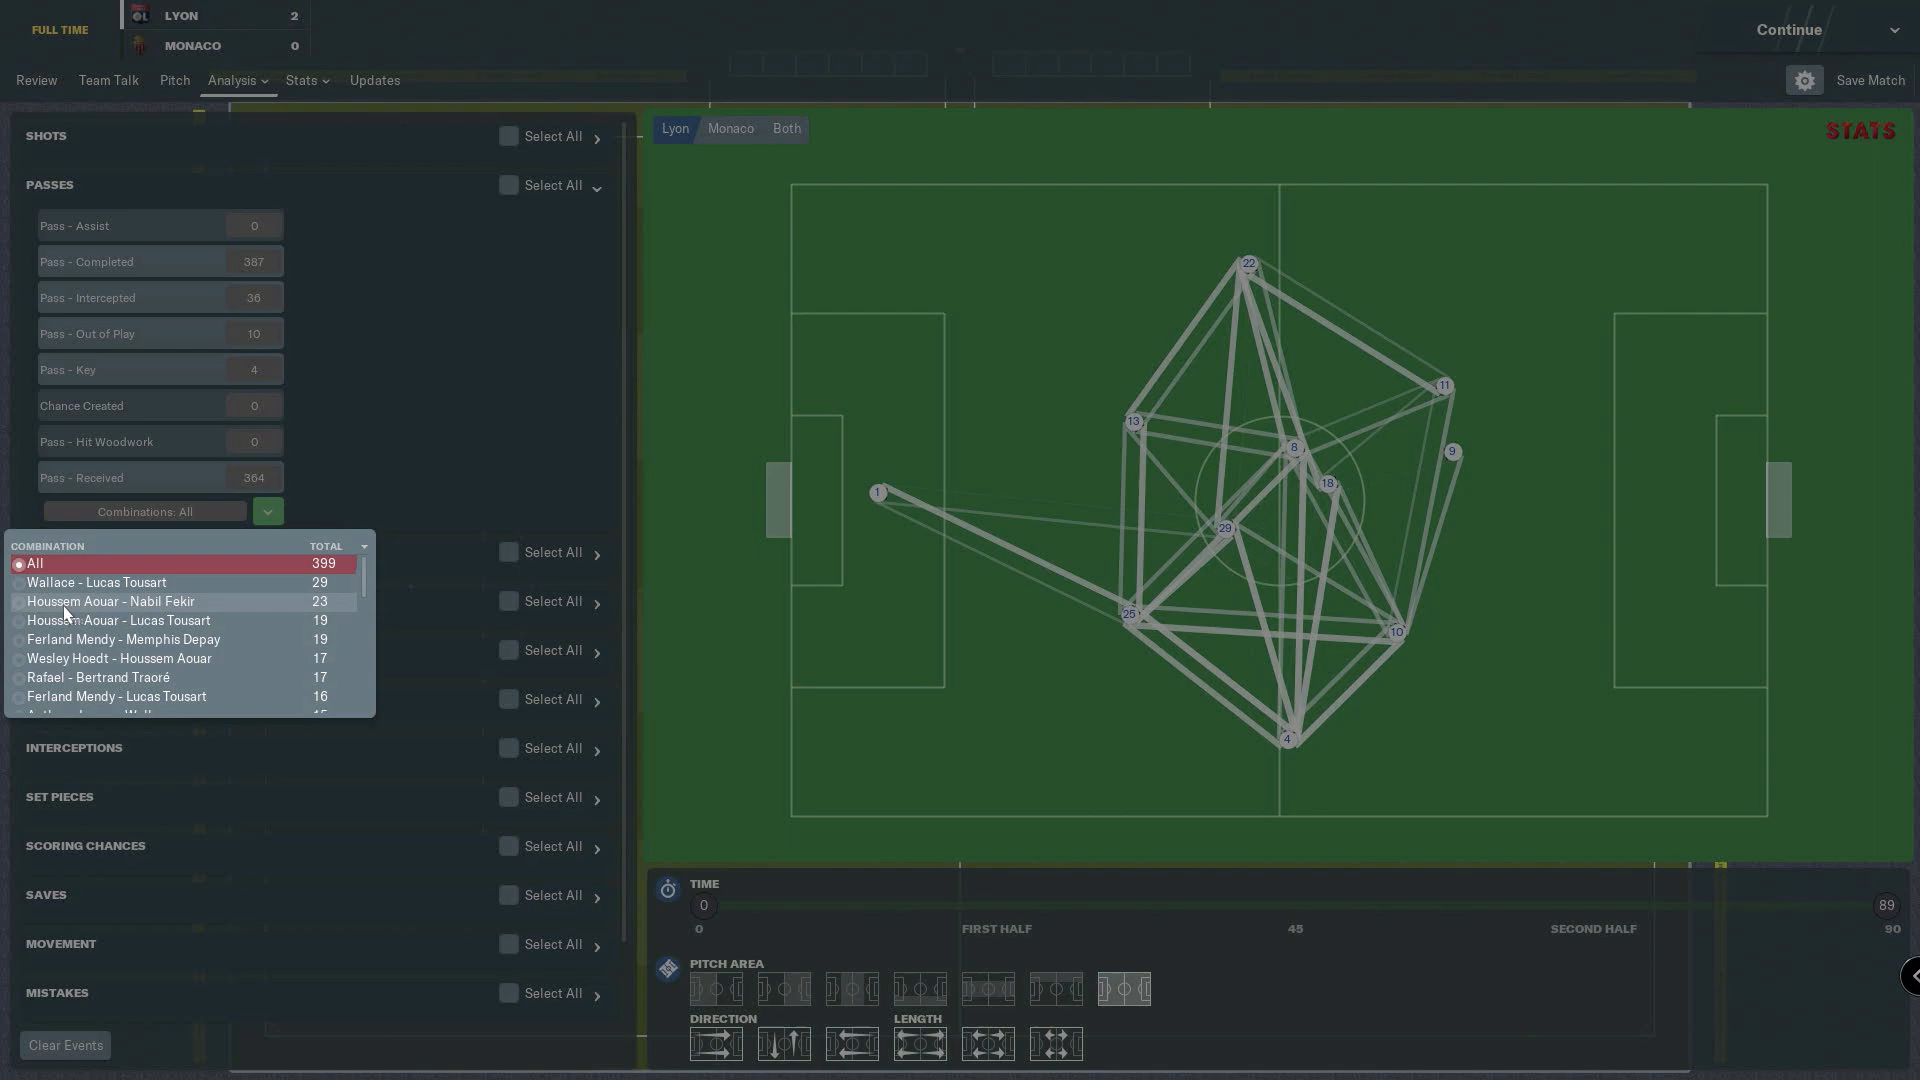 FULL TIME
LYON 2
MONACO 0
Continue
Review Team Talk Pitch Analysis Stats Updates
Save Match
SHOTS Select All
PASSES Select All
Pass - Assist 0
Pass - Completed 387
Pass - Intercepted 36
Pass - Out of Play 10
Pass - Key 4
Chance Created 0
Pass - Hit Woodwork 0
Pass - Received 364
Combinations: All
COMBINATION TOTAL
All 399
Wallace - Lucas Tousart 29
Houssem Aouar - Nabil Fekir 23
Houssem Aouar - Lucas Tousart 19
Ferland Mendy - Memphis Depay 19
Wesley Hoedt - Houssem Aouar 17
Rafael - Bertrand Traoré 17
Ferland Mendy - Lucas Tousart 16
Select All
Select All
Select All
Select All
INTERCEPTIONS Select All
SET PIECES Select All
SCORING CHANCES Select All
SAVES Select All
MOVEMENT Select All
MISTAKES Select All
Clear Events
Lyon Monaco Both
STATS
22
11
13
8
9
18
1
29
25
10
4
TIME
0 89
0 FIRST HALF 45 SECOND HALF 90
PITCH AREA
DIRECTION LENGTH